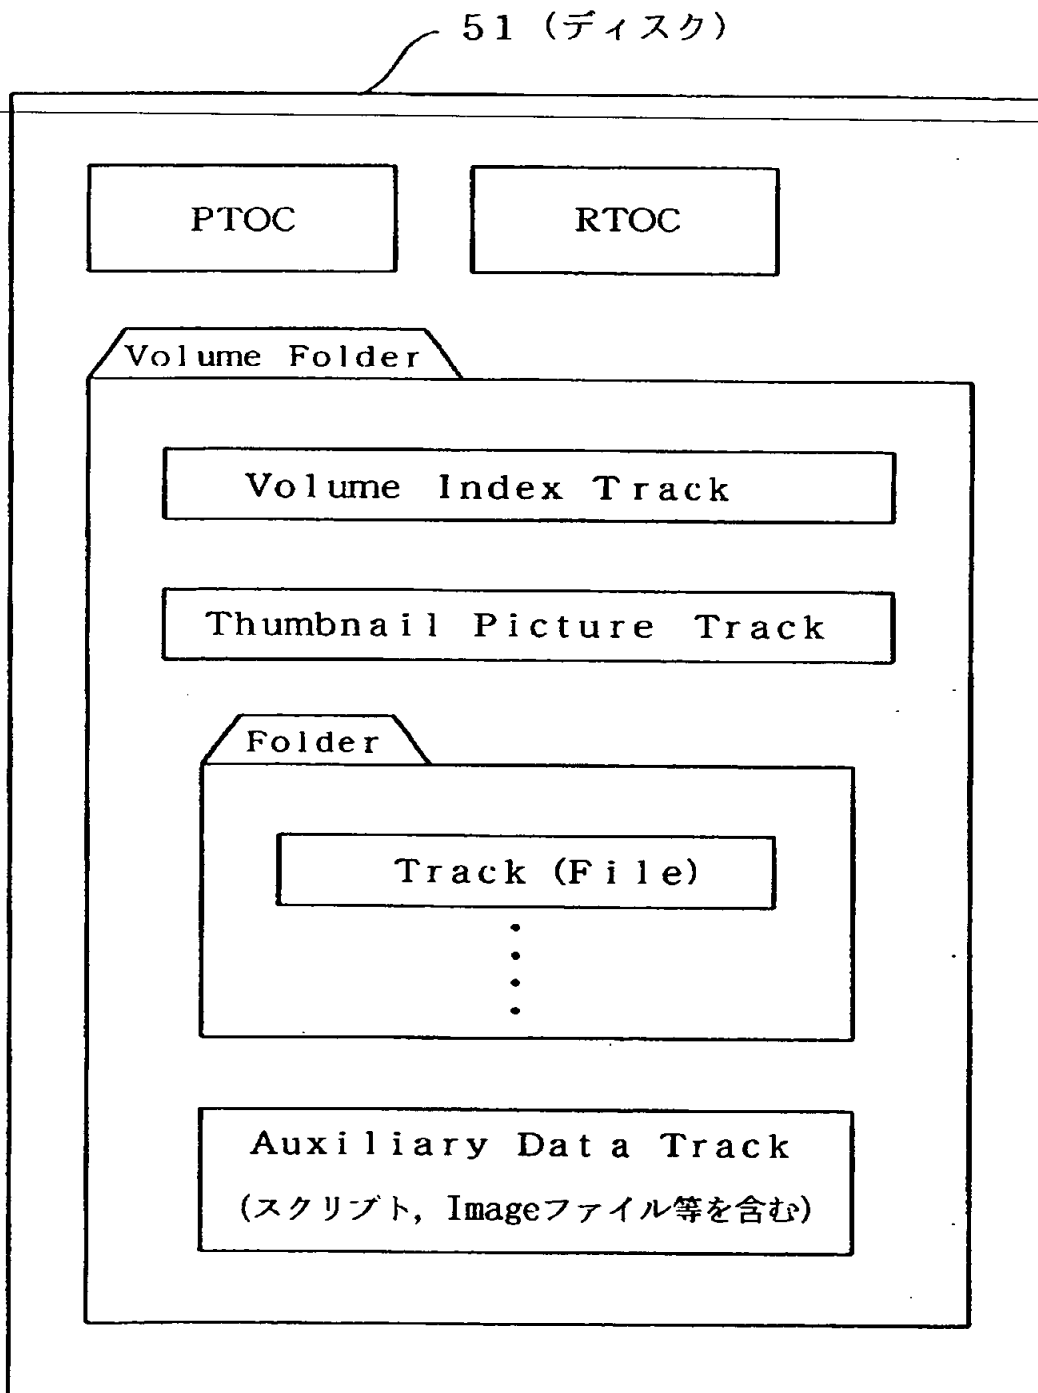 51 (ディスク)
PTOC
RTOC
Volume Folder
Volume Index Track
Thumbnail Picture Track
Folder
Track (File)
Auxiliary Data Track
(スクリプト, Imageファイル等を含む)